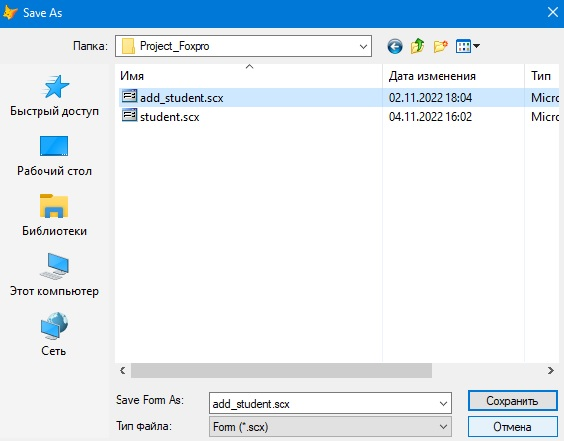 Save As
Папка: Project_Foxpro
Имя Дата изменения Тип
add_student.scx 02.11.2022 18:04 Micro
student.scx 04.11.2022 16:02 Micro
Быстрый доступ
Рабочий стол
Библиотеки
Этот компьютер
Сеть
Save Form As: add_student.scx Сохранить
Тип файла: Form (*.scx) Отмена